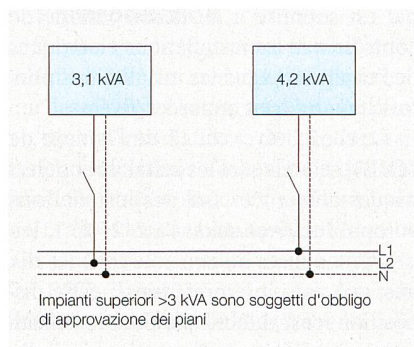 3,1 kVA
4,2 kVA
L1
L2
N
Impianti superiori >3 kVA sono soggetti d'obbligo
di approvazione dei piani